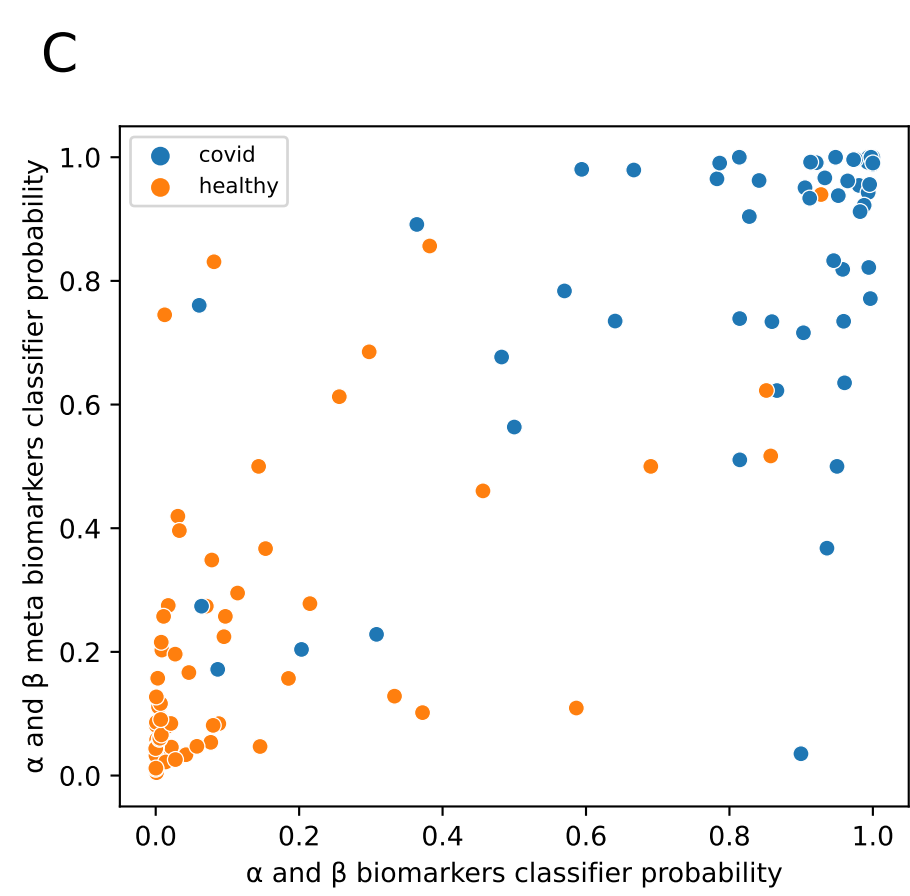 C
covid
healthy
α and β meta biomarkers classifier probability
1.0
0.8
0.6
0.4
0.2
0.0
0.0 0.2 0.4 0.6 0.8 1.0
α and β biomarkers classifier probability